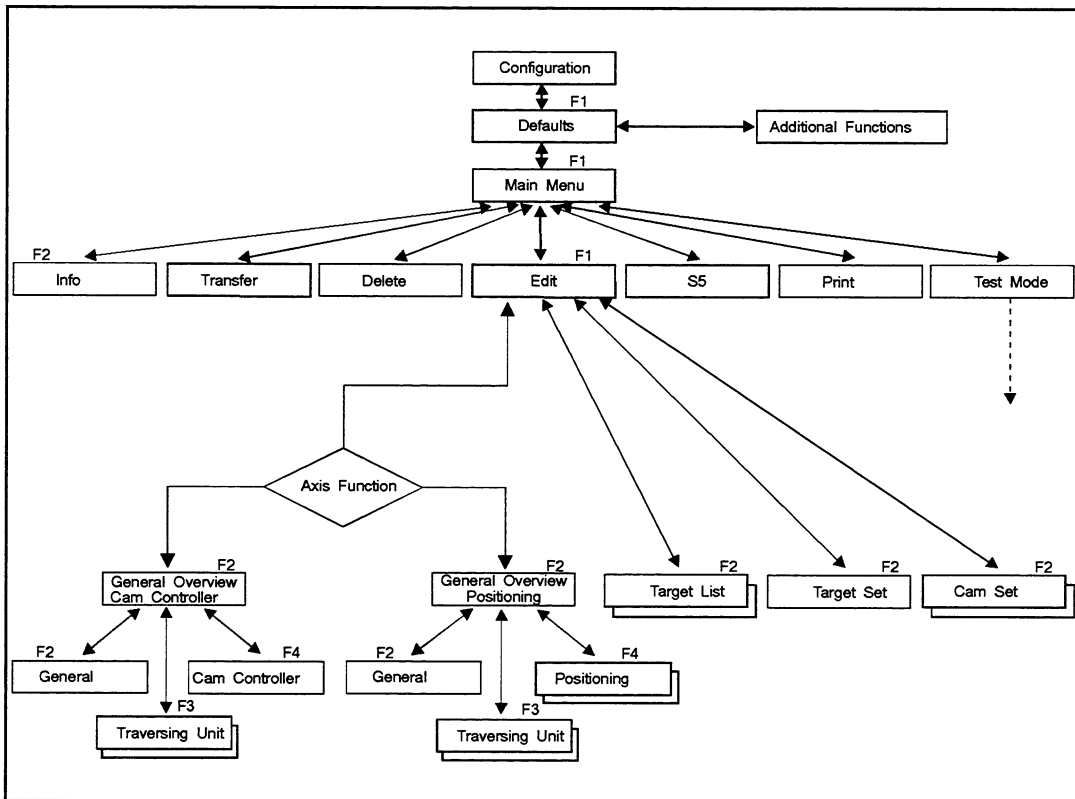 Configuration
F1
Defaults
Additional Functions
F1
Main Menu
F2
F1
Info
Transfer
Delete
Edit
S5
Print
Test Mode
Axis Function
F2
General Overview
Cam Controller
F2
General Overview
Positioning
F2
Target List
F2
Target Set
F2
Cam Set
F2
General
F4
Cam Controller
F2
General
F4
Positioning
F3
Traversing Unit
F3
Traversing Unit